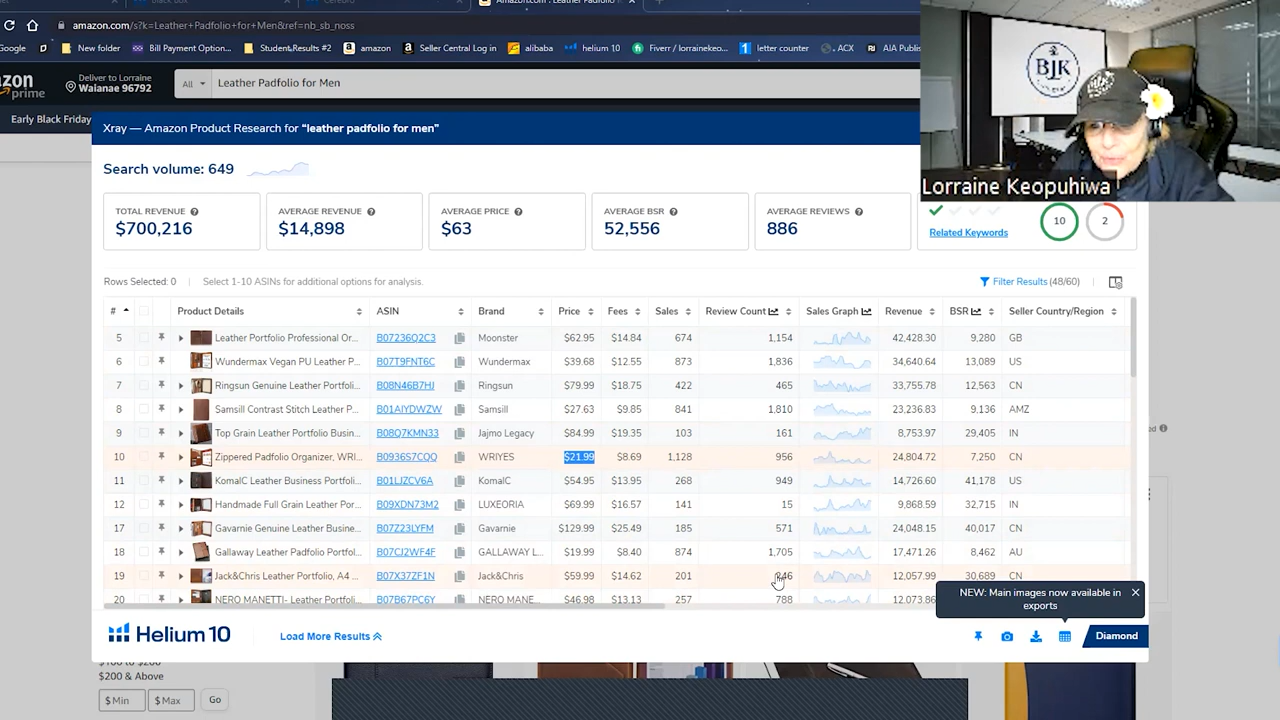 amazon.com/s?k=Leather+Padfolio+for+Men&ref=nb_sb_noss
Google New folder Bill Payment Option... Student Results #2 amazon Seller Central Log in alibaba helium 10 Fiverr / lorrainekeo... letter counter ACX AIA Publis
BJK
zon prime
Deliver to Lorraine
Waianae 96792
All Leather Padfolio for Men
Early Black Friday
Xray — Amazon Product Research for “leather padfolio for men”
Search volume: 649
Lorraine Keopuhiwa
TOTAL REVENUE AVERAGE REVENUE AVERAGE PRICE AVERAGE BSR AVERAGE REVIEWS
$700,216 $14,898 $63 52,556 886
10 2
Related Keywords
Rows Selected: 0 Select 1-10 ASINs for additional options for analysis. Filter Results (48/60)
# Product Details ASIN Brand Price Fees Sales Review Count Sales Graph Revenue BSR Seller Country/Region
5 Leather Portfolio Professional Or... B07236Q2C3 Moonster $62.95 $14.84 674 1,154 42,428.30 9,280 GB
6 Wundermax Vegan PU Leather P... B07T9FNT6C Wundermax $39.68 $12.55 873 1,836 34,640.64 13,089 US
7 Ringsun Genuine Leather Portfoli... B08N46B7HJ Ringsun $79.99 $18.75 422 465 33,755.78 12,563 CN
8 Samsill Contrast Stitch Leather P... B01AIYDWZW Samsill $27.63 $9.85 841 1,810 23,236.83 9,136 AMZ
9 Top Grain Leather Portfolio Busin... B08Q7KMN33 Jajmo Legacy $84.99 $19.35 103 161 8,753.97 29,405 IN
10 Zippered Padfolio Organizer, WRI... B0936S7CQQ WRIYES $21.99 $8.69 1,128 956 24,804.72 7,250 CN
11 KomalC Leather Business Portfol... B01LJZCV6A KomalC $54.95 $13.95 268 949 14,726.60 41,178 US
12 Handmade Full Grain Leather Por... B09XDN73M2 LUXEORIA $69.99 $16.57 141 15 9,868.59 32,715 IN
17 Gavarnie Genuine Leather Busine... B07Z23LYFM Gavarnie $129.99 $25.49 185 571 24,048.15 40,017 CN
18 Gallaway Leather Padfolio Portfol... B07CJ2WF4F GALLAWAY L... $19.99 $8.40 874 1,705 17,471.26 8,462 AU
19 Jack&Chris Leather Portfolio, A4 ... B07X37ZF1N Jack&Chris $59.99 $14.62 201 12,057.99 30,689 CN
20 NERO MANETTI- Leather Portfoli... B07B67PC6Y NERO MANE... $46.98 $13.13 257 788 12,073.86
NEW: Main images now available in
exports
Helium 10 Load More Results Diamond
$200 & Above
$ Min $ Max Go